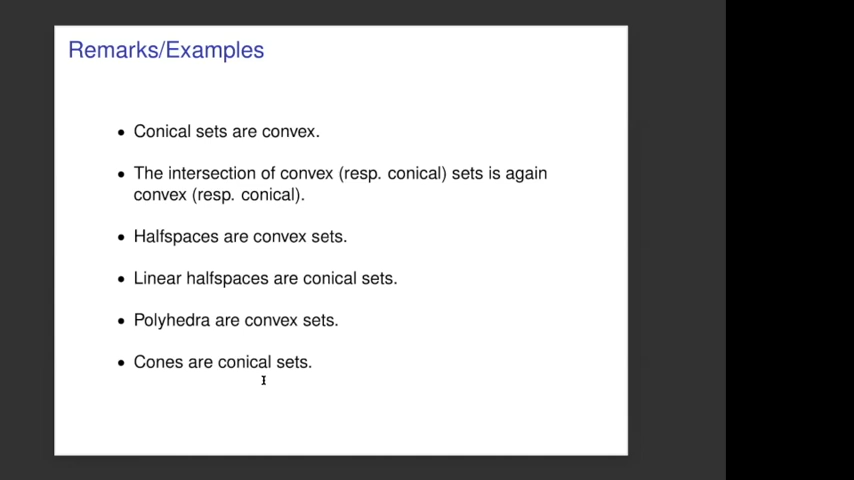 Remarks/Examples
• Conical sets are convex.
• The intersection of convex (resp. conical) sets is again
convex (resp. conical).
• Halfspaces are convex sets.
• Linear halfspaces are conical sets.
• Polyhedra are convex sets.
• Cones are conical sets.